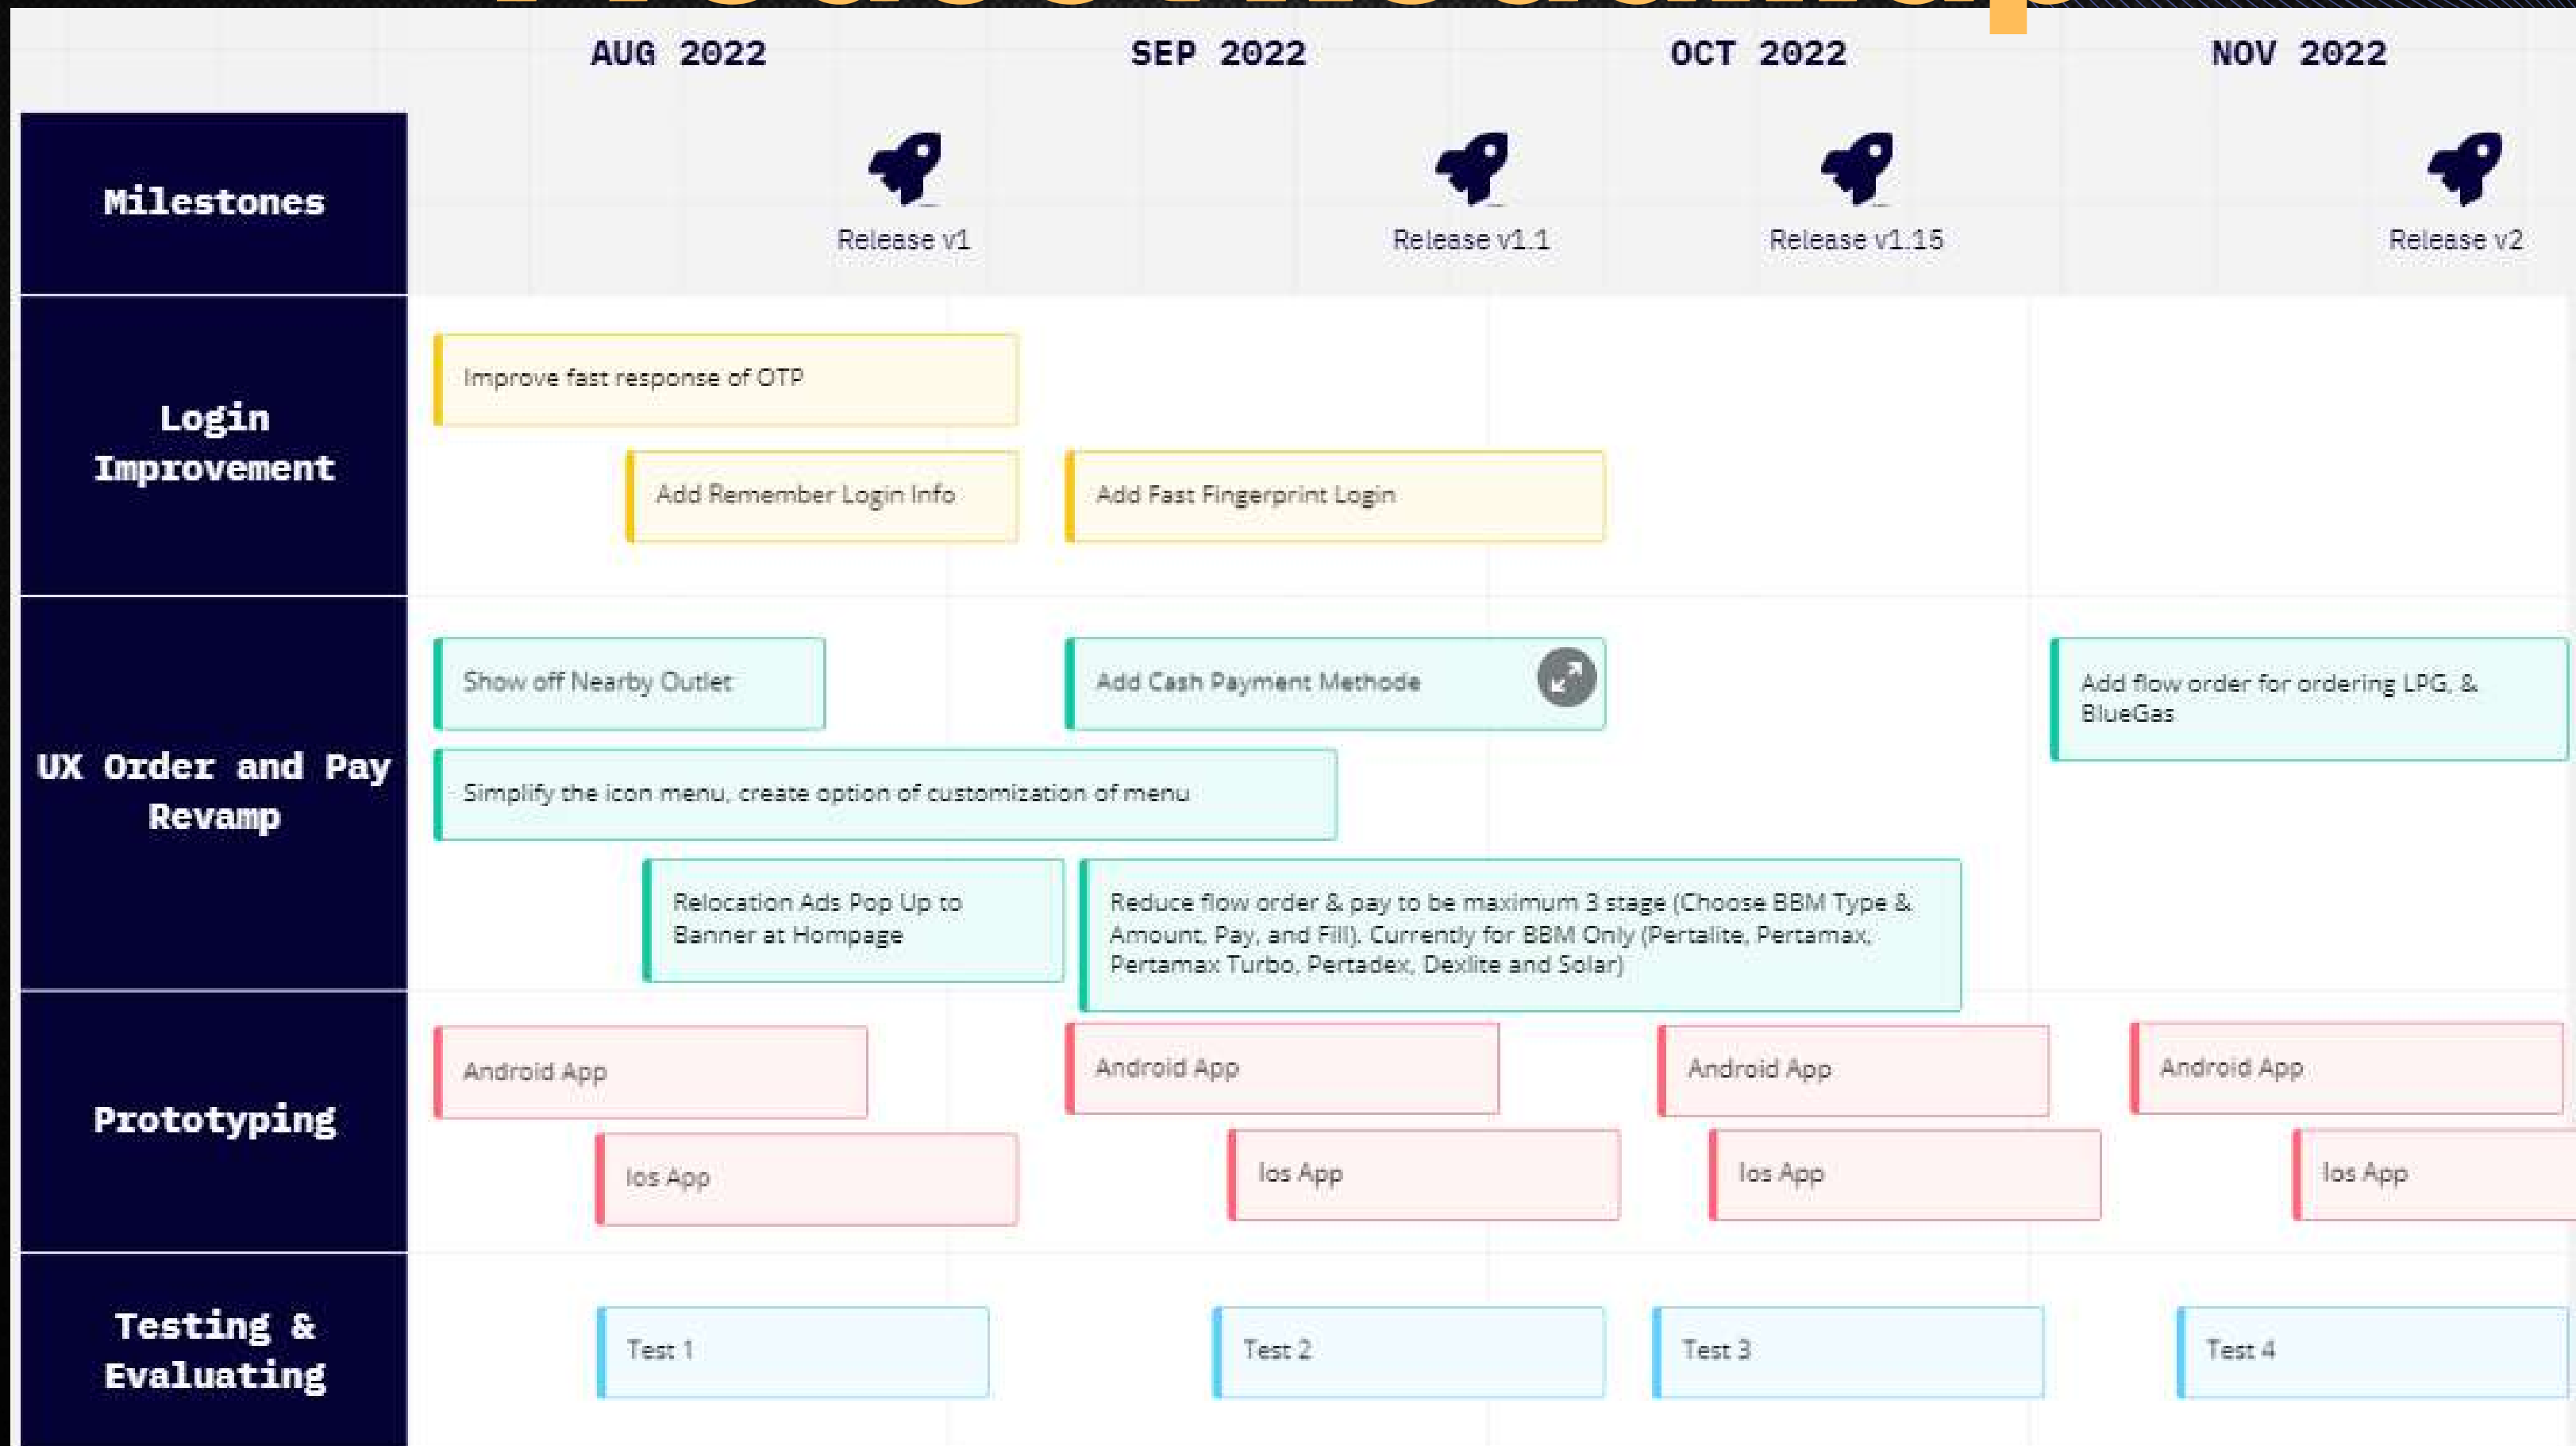 AUG 2022
SEP 2022
OCT 2022
NOV 2022
Milestones
Release v1
Release v1.1
Release v1.15
Release v2
Login
Improvement
Improve fast response of OTP
Add Remember Login Info
Add Fast Fingerprint Login
UX Order and Pay
Revamp
Show off Nearby Outlet
Add Cash Payment Methode
Add flow order for ordering LPG, &
BlueGas
Simplify the icon menu, create option of customization of menu
Relocation Ads Pop Up to
Banner at Hompage
Reduce flow order & pay to be maximum 3 stage (Choose BBM Type &
Amount, Pay, and Fill). Currently for BBM Only (Pertalite, Pertamax,
Pertamax Turbo, Pertadex, Dexlite and Solar)
Prototyping
Android App
Android App
Android App
Android App
Ios App
Ios App
Ios App
Ios App
Testing &
Evaluating
Test 1
Test 2
Test 3
Test 4